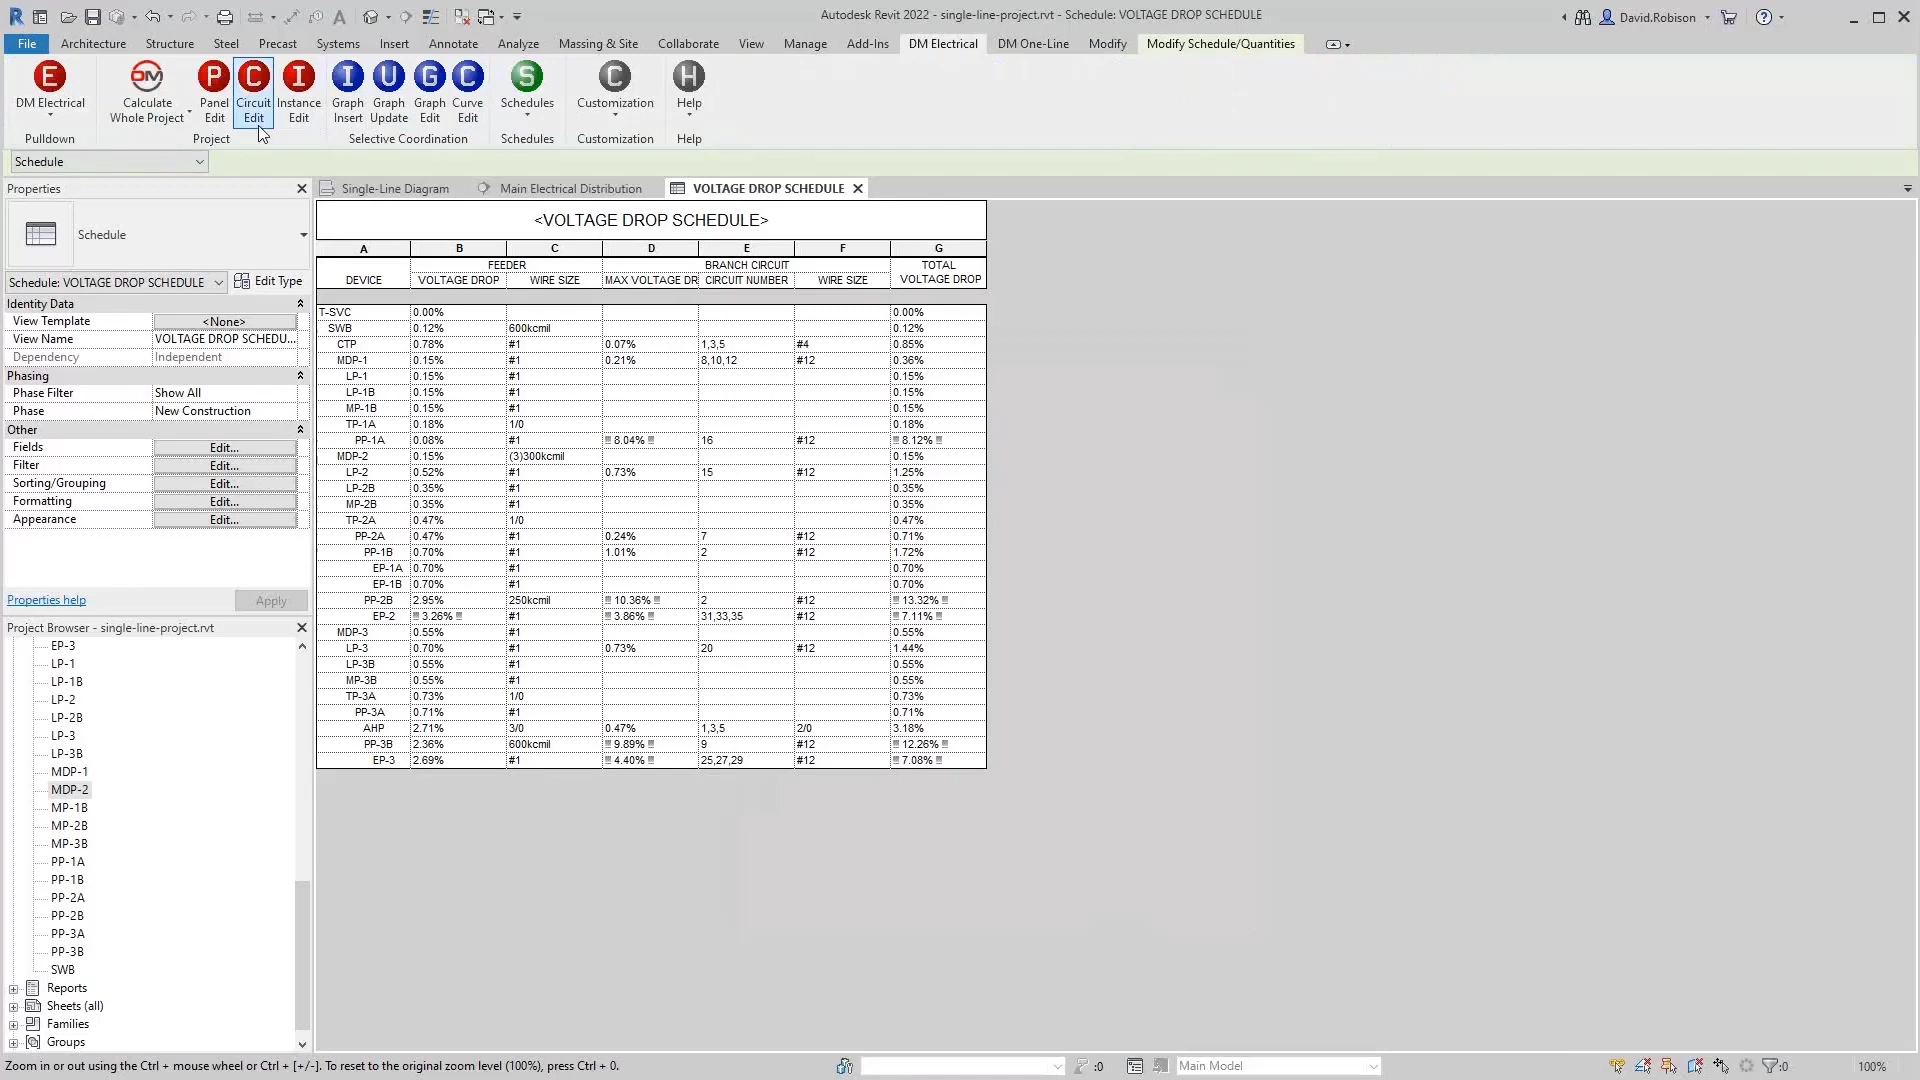 Autodesk Revit 2022 - single-line-project.rvt - Schedule: VOLTAGE DROP SCHEDULE
David.Robison
File Architecture Structure Steel Precast Systems Insert Annotate Analyze Massing & Site Collaborate View Manage Add-Ins DM Electrical DM One-Line Modify Modify Schedule/Quantities
E DM P C I I U G C S C H
DM Electrical Calculate Panel Circuit Instance Graph Graph Graph Curve Schedules Customization Help
Whole Project Edit Edit Edit Insert Update Edit Edit
Pulldown Project Selective Coordination Schedules Customization Help
Schedule
Properties
Single-Line Diagram Main Electrical Distribution VOLTAGE DROP SCHEDULE
Schedule
Schedule: VOLTAGE DROP SCHEDULE Edit Type
Identity Data
View Template <None>
View Name VOLTAGE DROP SCHEDU...
Dependency Independent
Phasing
Phase Filter Show All
Phase New Construction
Other
Fields Edit...
Filter Edit...
Sorting/Grouping Edit...
Formatting Edit...
Appearance Edit...
Properties help Apply
Project Browser - single-line-project.rvt
EP-3
LP-1
LP-1B
LP-2
LP-2B
LP-3
LP-3B
MDP-1
MDP-2
MP-1B
MP-2B
MP-3B
PP-1A
PP-1B
PP-2A
PP-2B
PP-3A
PP-3B
SWB
Reports
Sheets (all)
Families
Groups
<VOLTAGE DROP SCHEDULE>
A B C D E F G
FEEDER BRANCH CIRCUIT TOTAL
DEVICE VOLTAGE DROP WIRE SIZE MAX VOLTAGE DR CIRCUIT NUMBER WIRE SIZE VOLTAGE DROP
T-SVC 0.00% 0.00%
SWB 0.12% 600kcmil 0.12%
CTP 0.78% #1 0.07% 1,3,5 #4 0.85%
MDP-1 0.15% #1 0.21% 8,10,12 #12 0.36%
LP-1 0.15% #1 0.15%
LP-1B 0.15% #1 0.15%
MP-1B 0.15% #1 0.15%
TP-1A 0.18% 1/0 0.18%
PP-1A 0.08% #1 8.04% 16 #12 8.12%
MDP-2 0.15% (3)300kcmil 0.15%
LP-2 0.52% #1 0.73% 15 #12 1.25%
LP-2B 0.35% #1 0.35%
MP-2B 0.35% #1 0.35%
TP-2A 0.47% 1/0 0.47%
PP-2A 0.47% #1 0.24% 7 #12 0.71%
PP-1B 0.70% #1 1.01% 2 #12 1.72%
EP-1A 0.70% #1 0.70%
EP-1B 0.70% #1 0.70%
PP-2B 2.95% 250kcmil 10.36% 2 #12 13.32%
EP-2 3.26% #1 3.86% 31,33,35 #12 7.11%
MDP-3 0.55% #1 0.55%
LP-3 0.70% #1 0.73% 20 #12 1.44%
LP-3B 0.55% #1 0.55%
MP-3B 0.55% #1 0.55%
TP-3A 0.73% 1/0 0.73%
PP-3A 0.71% #1 0.71%
AHP 2.71% 3/0 0.47% 1,3,5 2/0 3.18%
PP-3B 2.36% 600kcmil 9.89% 9 #12 12.26%
EP-3 2.69% #1 4.40% 25,27,29 #12 7.08%
Zoom in or out using the Ctrl + mouse wheel or Ctrl + [+/-]. To reset to the original zoom level (100%), press Ctrl + 0. :0 Main Model :0 100%